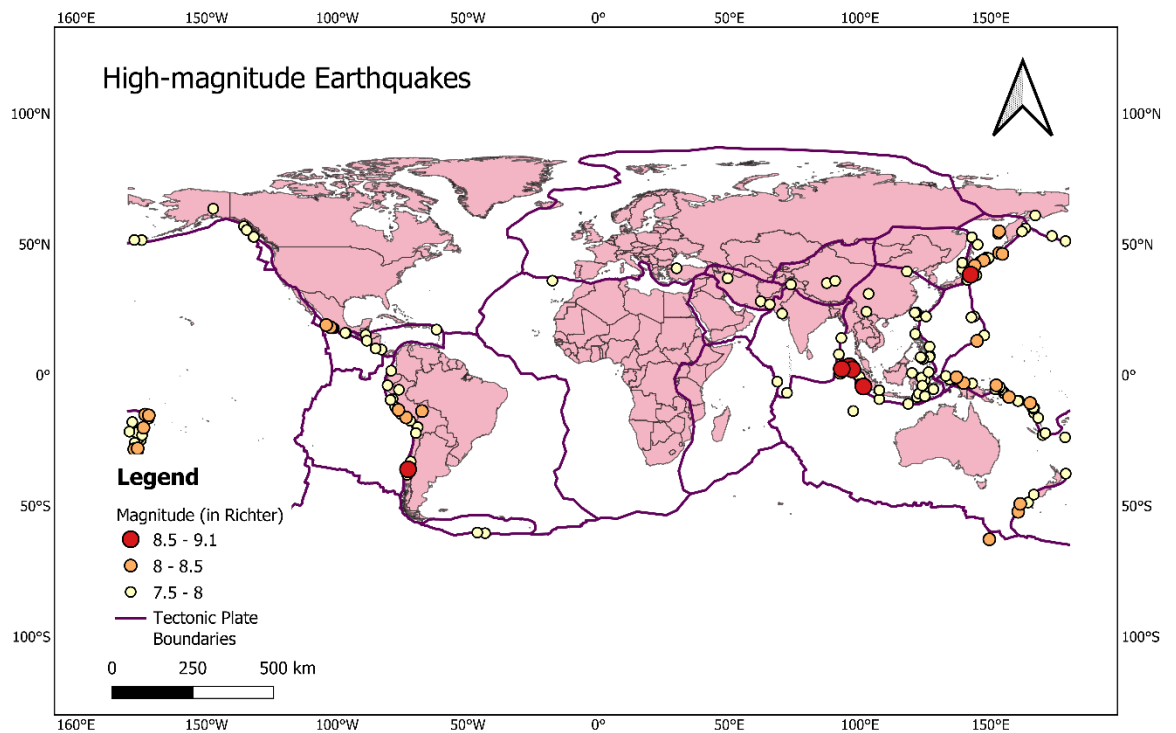 160°E 150°W 100°W 50°W 0° 50°E 100°E 150°E
High-magnitude Earthquakes
100°N 100°N
50°N 50°N
0° 0°
50°S 50°S
100°S 100°S
Legend
Magnitude (in Richter)
8.5 - 9.1
8 - 8.5
7.5 - 8
Tectonic Plate
Boundaries
0 250 500 km
160°E 150°W 100°W 50°W 0° 50°E 100°E 150°E